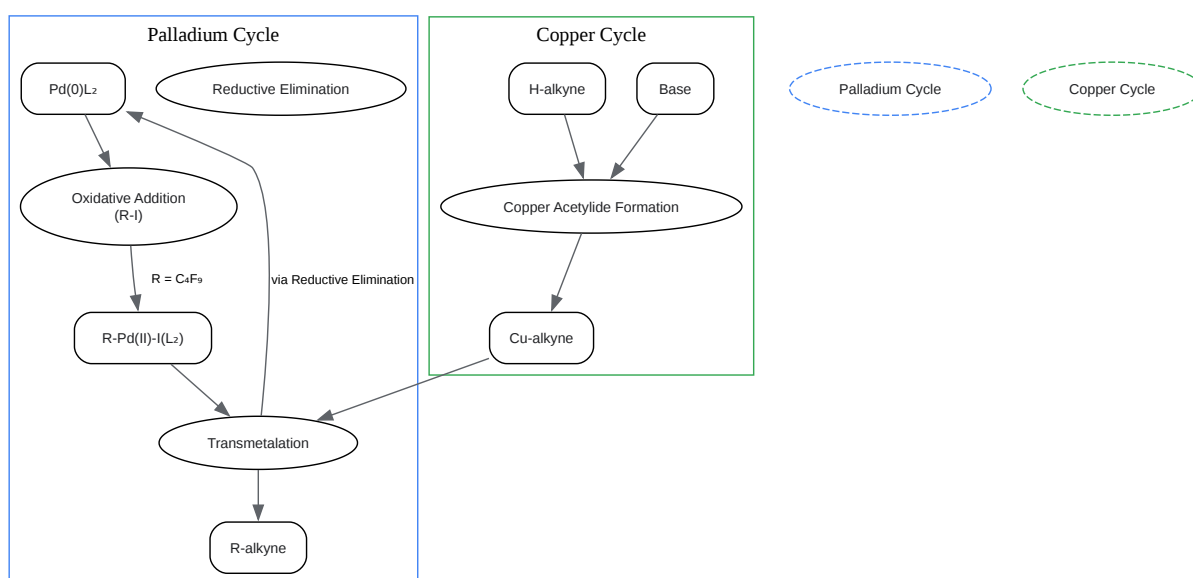 Palladium Cycle
Copper Cycle
Pd(0)L₂
Reductive Elimination
H-alkyne
Base
Palladium Cycle
Copper Cycle
Oxidative Addition
(R-I)
Copper Acetylide Formation
R = C₄F₉
via Reductive Elimination
R-Pd(II)-I(L₂)
Cu-alkyne
Transmetalation
R-alkyne